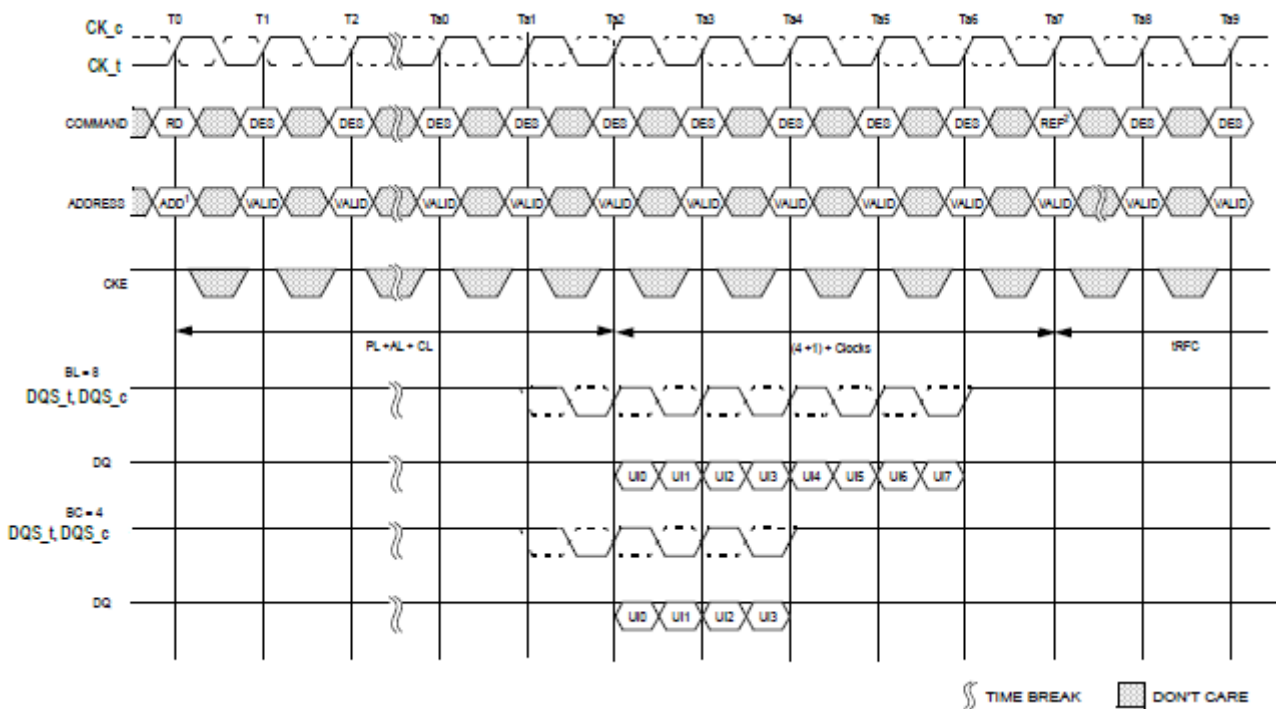 T0 T1 T2 Ta0 Ta1 Ta2 Ta3 Ta4 Ta5 Ta6 Ta7 Ta8 Ta9
CK_c
CK_t
COMMAND RD DES DES DES DES DES DES DES DES DES REF2 DES DES
ADDRESS ADD1 VALID VALID VALID VALID VALID VALID VALID VALID VALID VALID VALID VALID
CKE
PL +AL + CL (4 +1) + Clocks tRFC
BL = 8
DQS_t, DQS_c
DQ UI0 UI1 UI2 UI3 UI4 UI5 UI6 UI7
BC = 4
DQS_t, DQS_c
DQ UI0 UI1 UI2 UI3
TIME BREAK DON'T CARE